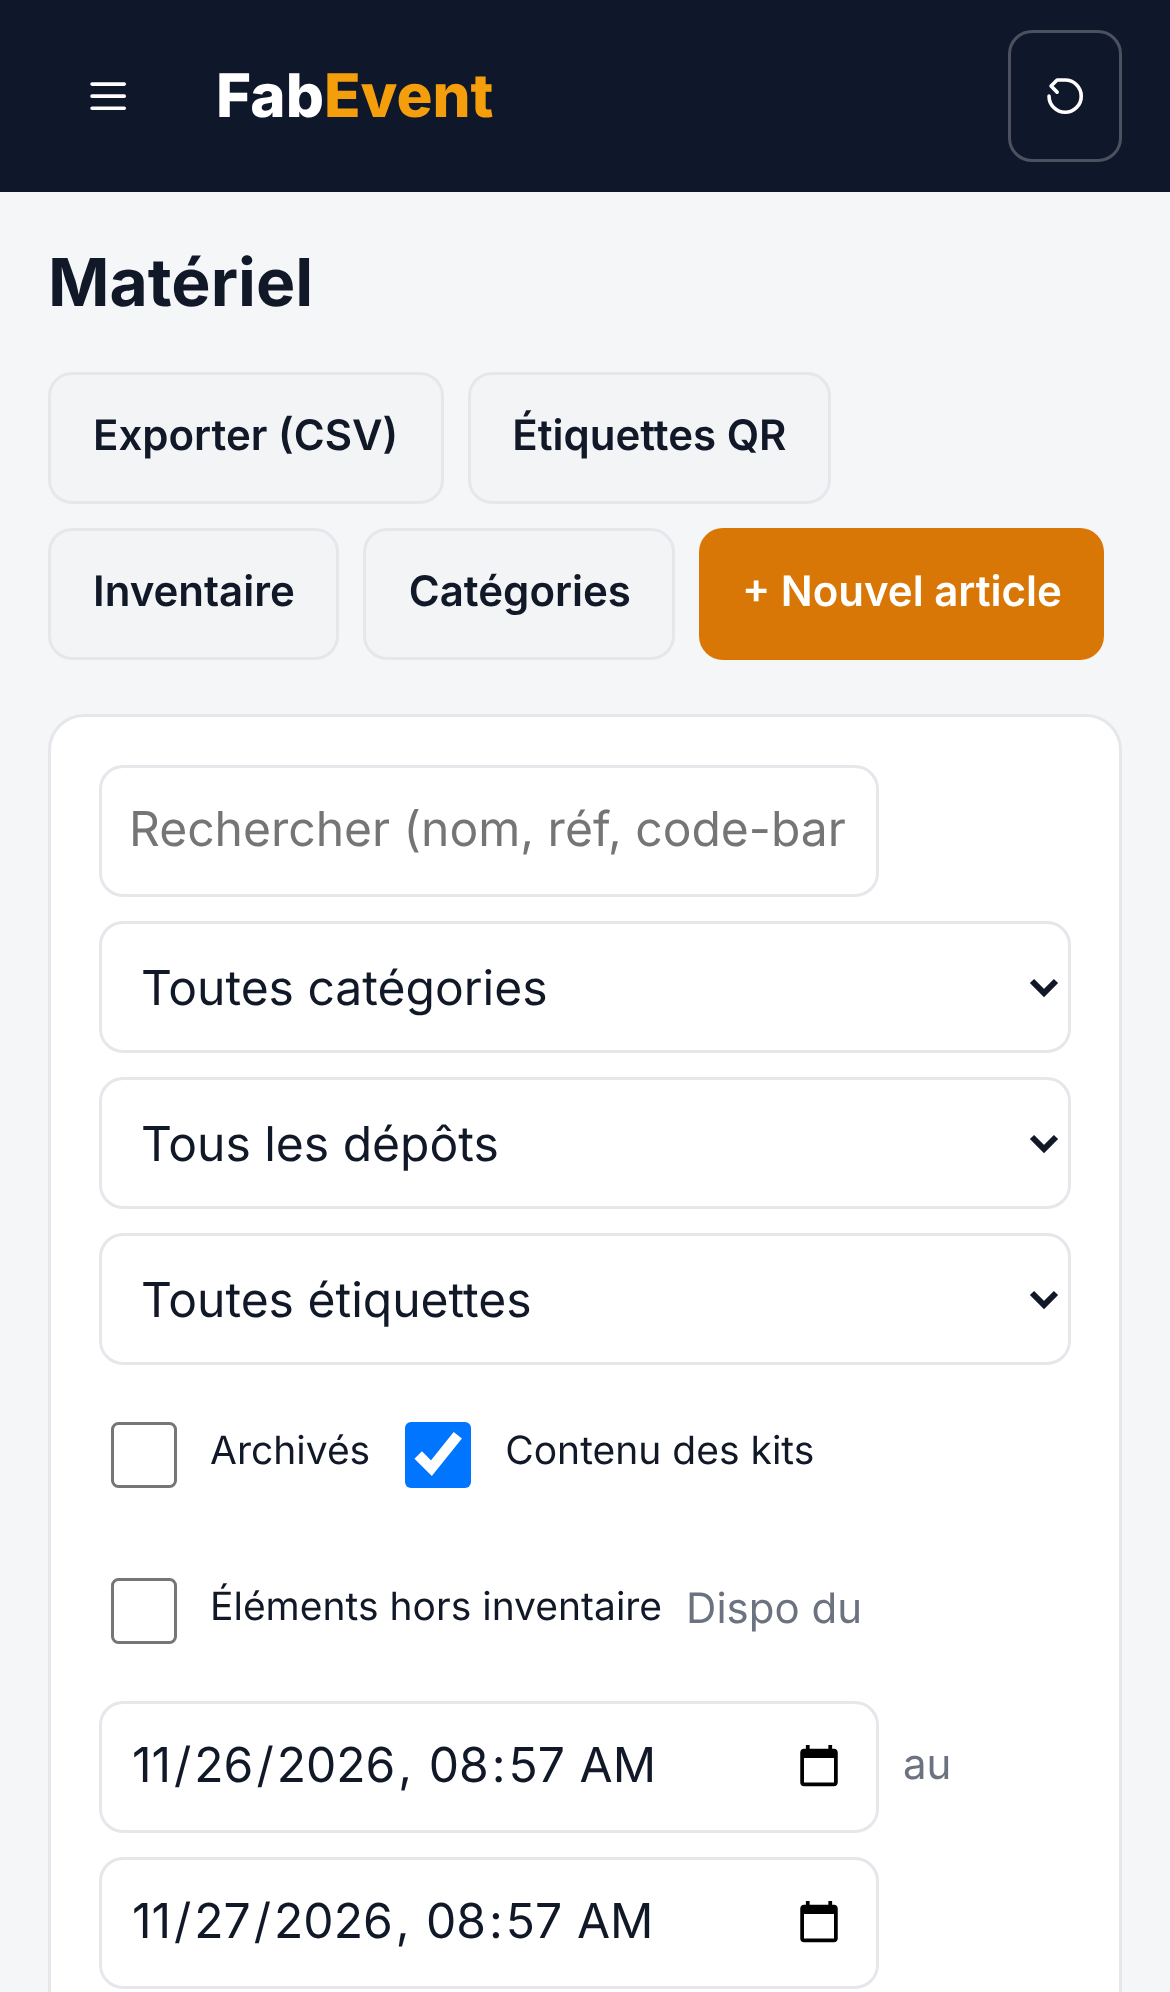 FabEvent
Matériel
Exporter (CSV)
Étiquettes QR
Inventaire
Catégories
+ Nouvel article
Rechercher (nom, réf, code-bar
Toutes catégories
Tous les dépôts
Toutes étiquettes
Archivés
Contenu des kits
Éléments hors inventaire
Dispo du
11/26/2026, 08:57 AM
au
11/27/2026, 08:57 AM